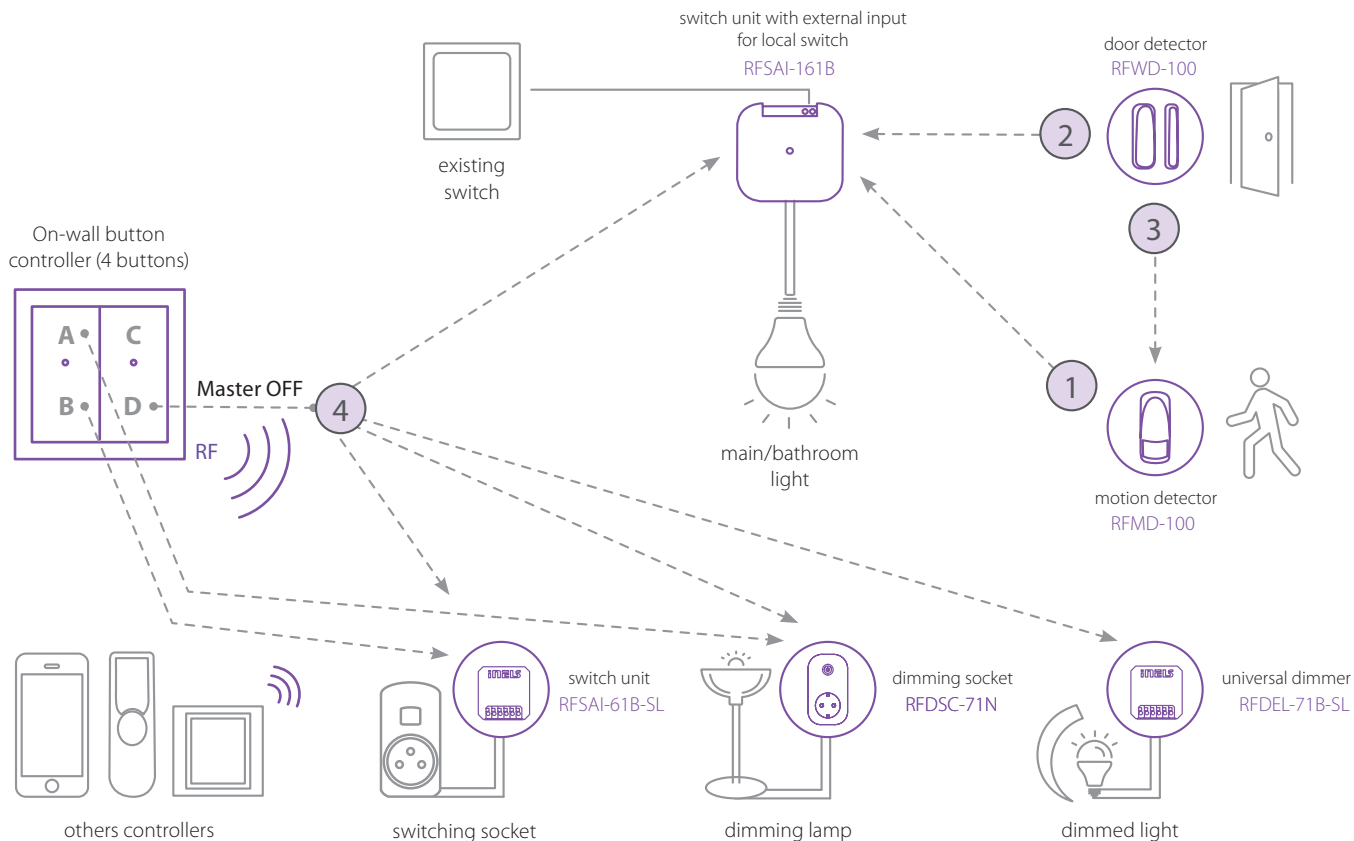 switch unit with external input
for local switch
RFSAI-161B
door detector
RFWD-100
2
existing
switch
3
On-wall button
controller (4 buttons)
A
C
B
D
Master OFF
4
RF
1
main/bathroom
light
motion detector
RFMD-100
iNELS
switch unit
RFSAI-61B-SL
dimming socket
RFDSC-71N
iNELS
universal dimmer
RFDEL-71B-SL
others controllers
switching socket
dimming lamp
dimmed light